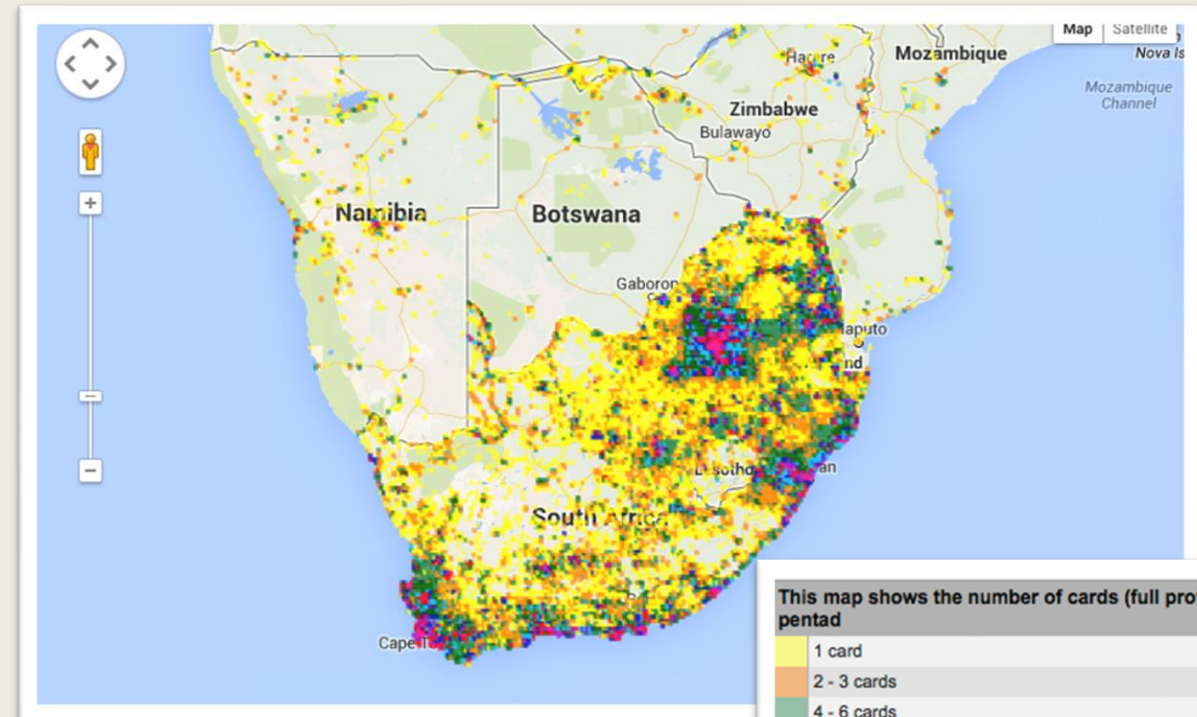 Map Satellite
Mozambique
Nova Is
Mozambique
Channel
Harare
Zimbabwe
Bulawayo
Namibia
Botswana
Gaboron
aputo
nd
Lesotho
an
South Africa
Cape T
This map shows the number of cards (full pro
pentad
1 card
2 - 3 cards
4 - 6 cards